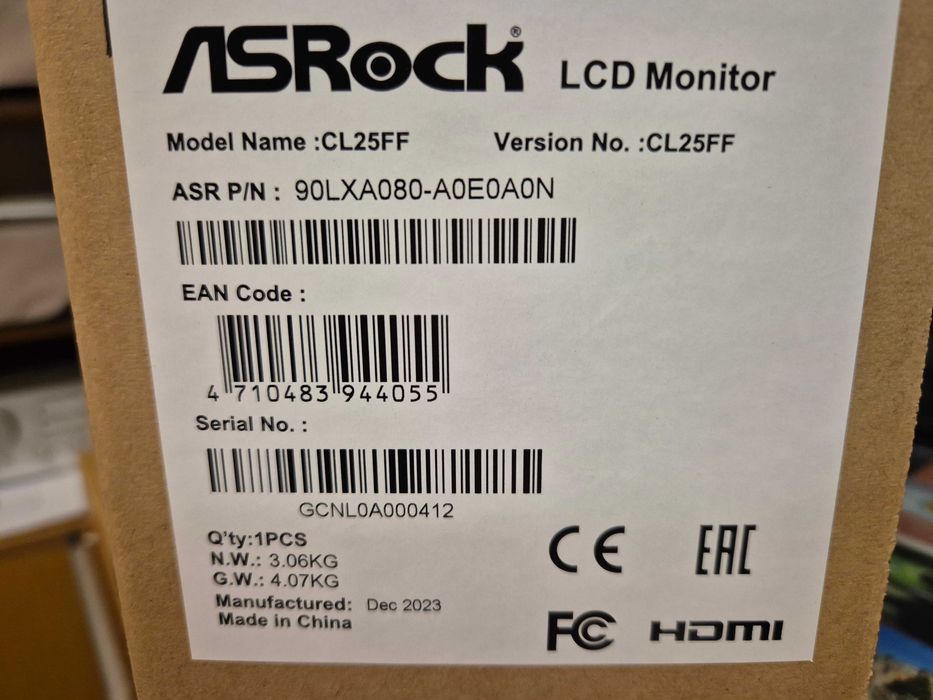 ASRock® LCD Monitor
Model Name :CL25FF Version No. :CL25FF
ASR P/N : 90LXA080-A0E0A0N
EAN Code :
4 710483 944055
Serial No. :
GCNL0A000412
Q'ty:1PCS
N.W.: 3.06KG
G.W.: 4.07KG
Manufactured: Dec 2023
Made in China
CE EAC
FC HDMI